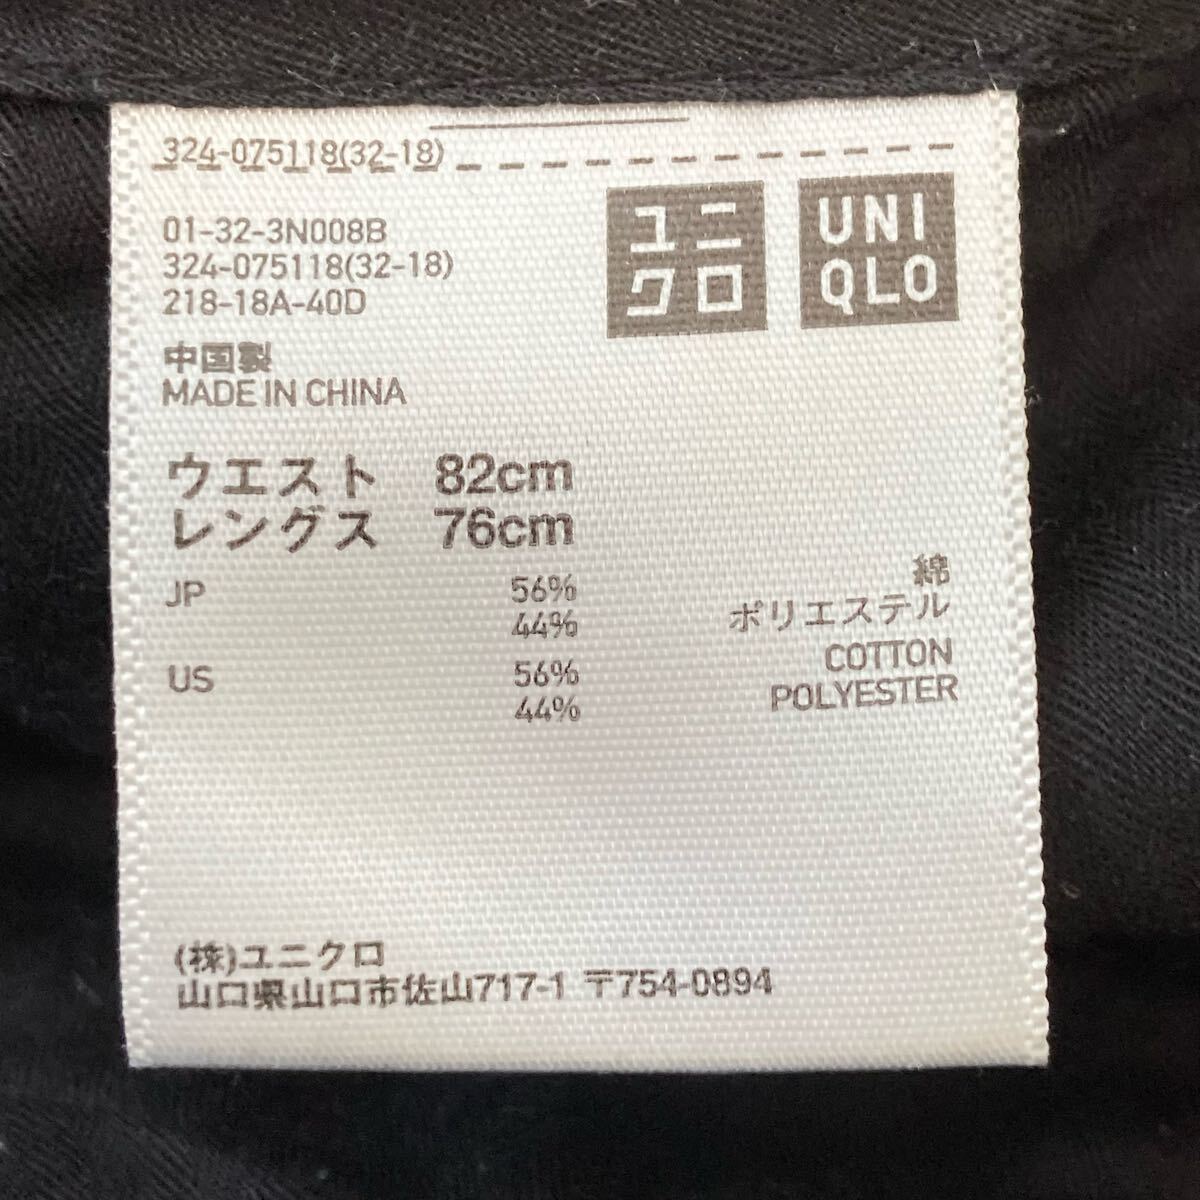 324-075118(32-18)
ユニ
クロ
UNI
QLO
01-32-3N008B
324-075118(32-18)
218-18A-40D
中国製
MADE IN CHINA
ウエスト 82cm
レングス 76cm
JP 56% 綿
44% ポリエステル
US 56% COTTON
44% POLYESTER
(株)ユニクロ
山口県山口市佐山717-1 〒754-0894